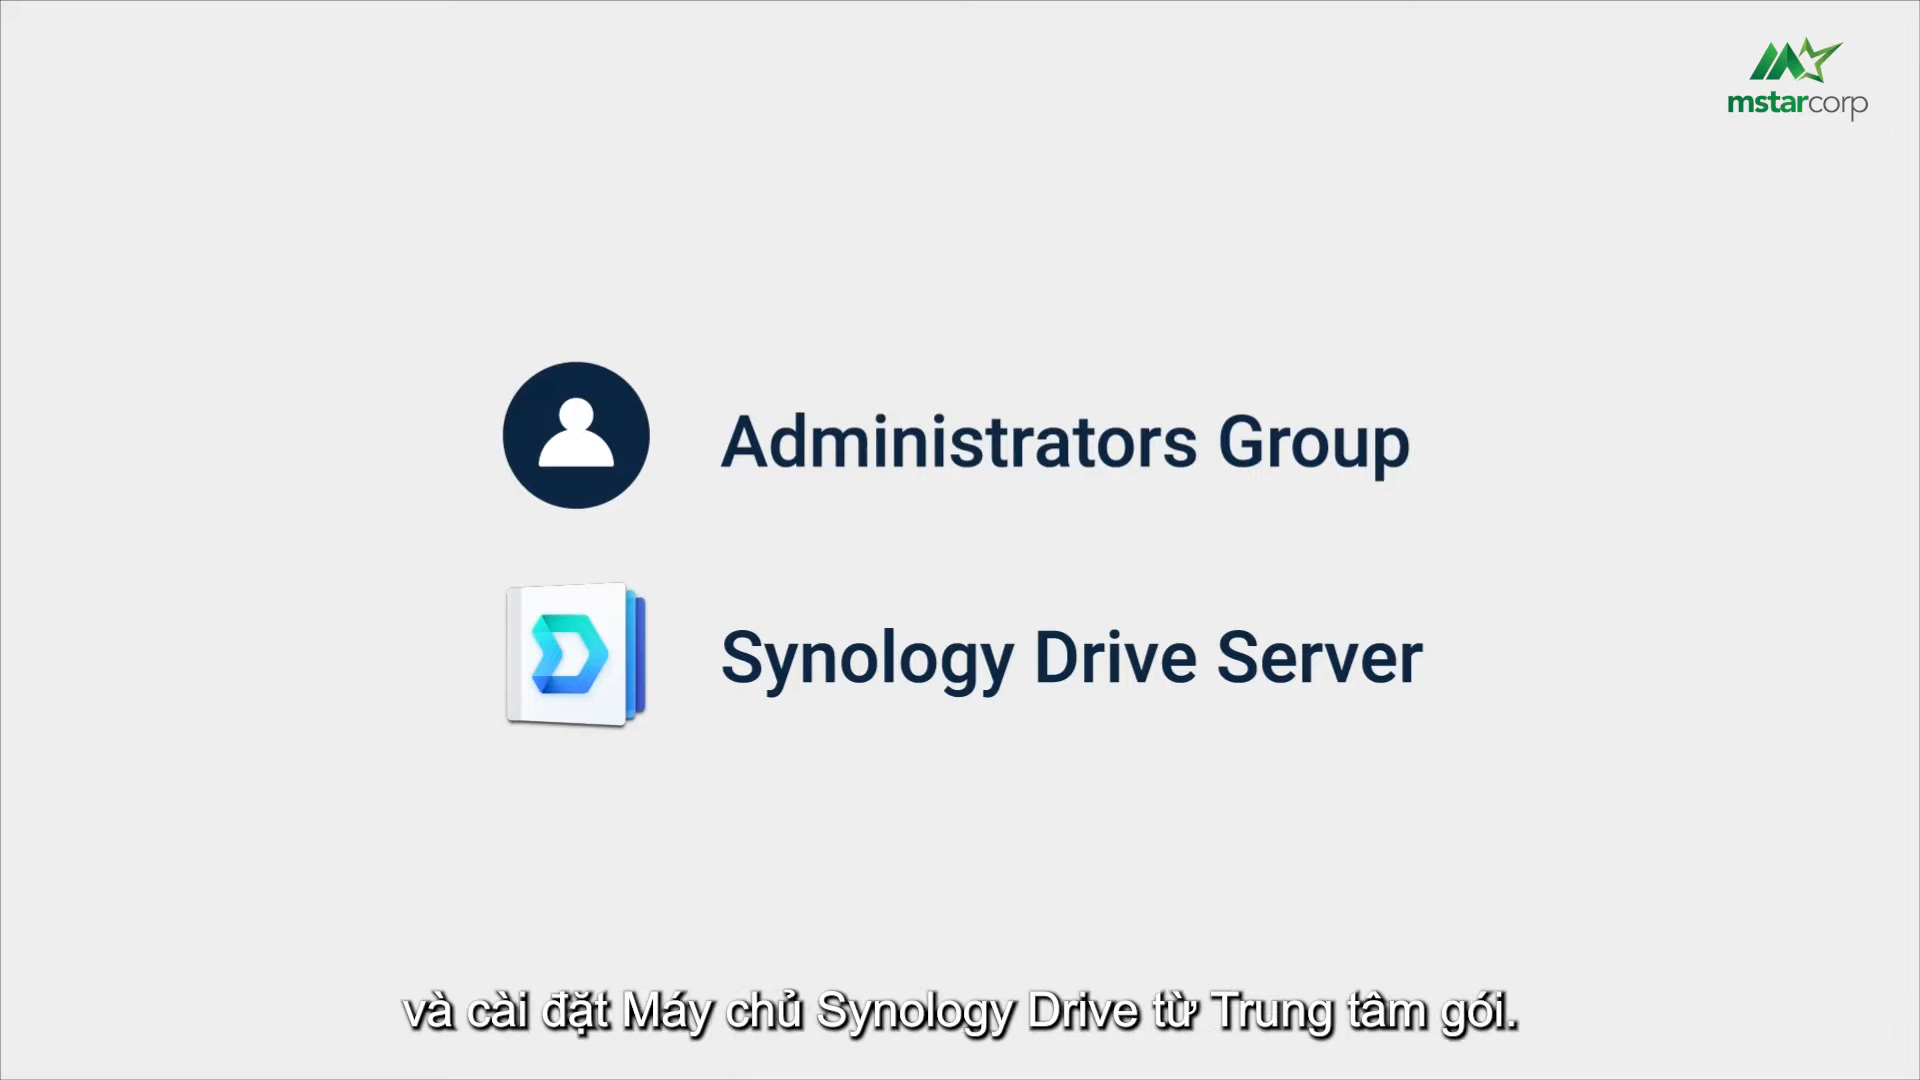 mstarcorp
Administrators Group
Synology Drive Server
và cài đặt Máy chủ Synology Drive từ Trung tâm gói.